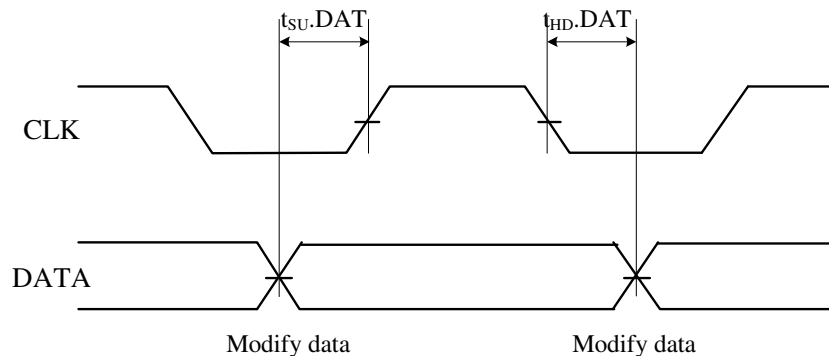 tSU.DAT tHD.DAT
CLK
DATA
Modify data Modify data